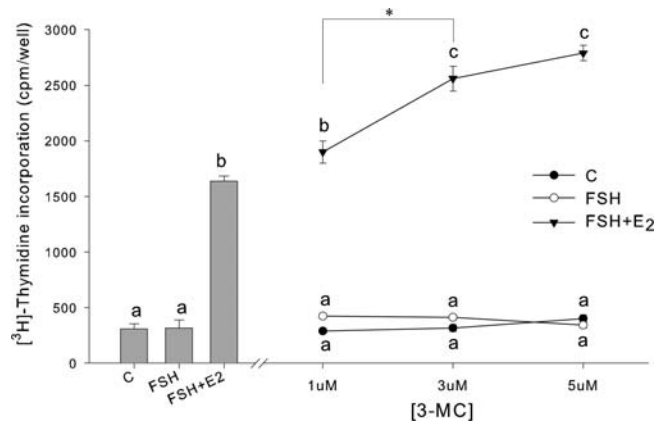 *
3000
2500
2000
1500
1000
500
0
[³H]-Thymidine incorporation (cpm/well)
a
a
b
b
c
c
C
FSH
FSH+E₂
a
a
a
a
a
a
C
FSH
FSH+E2
1uM
3uM
5uM
[3-MC]